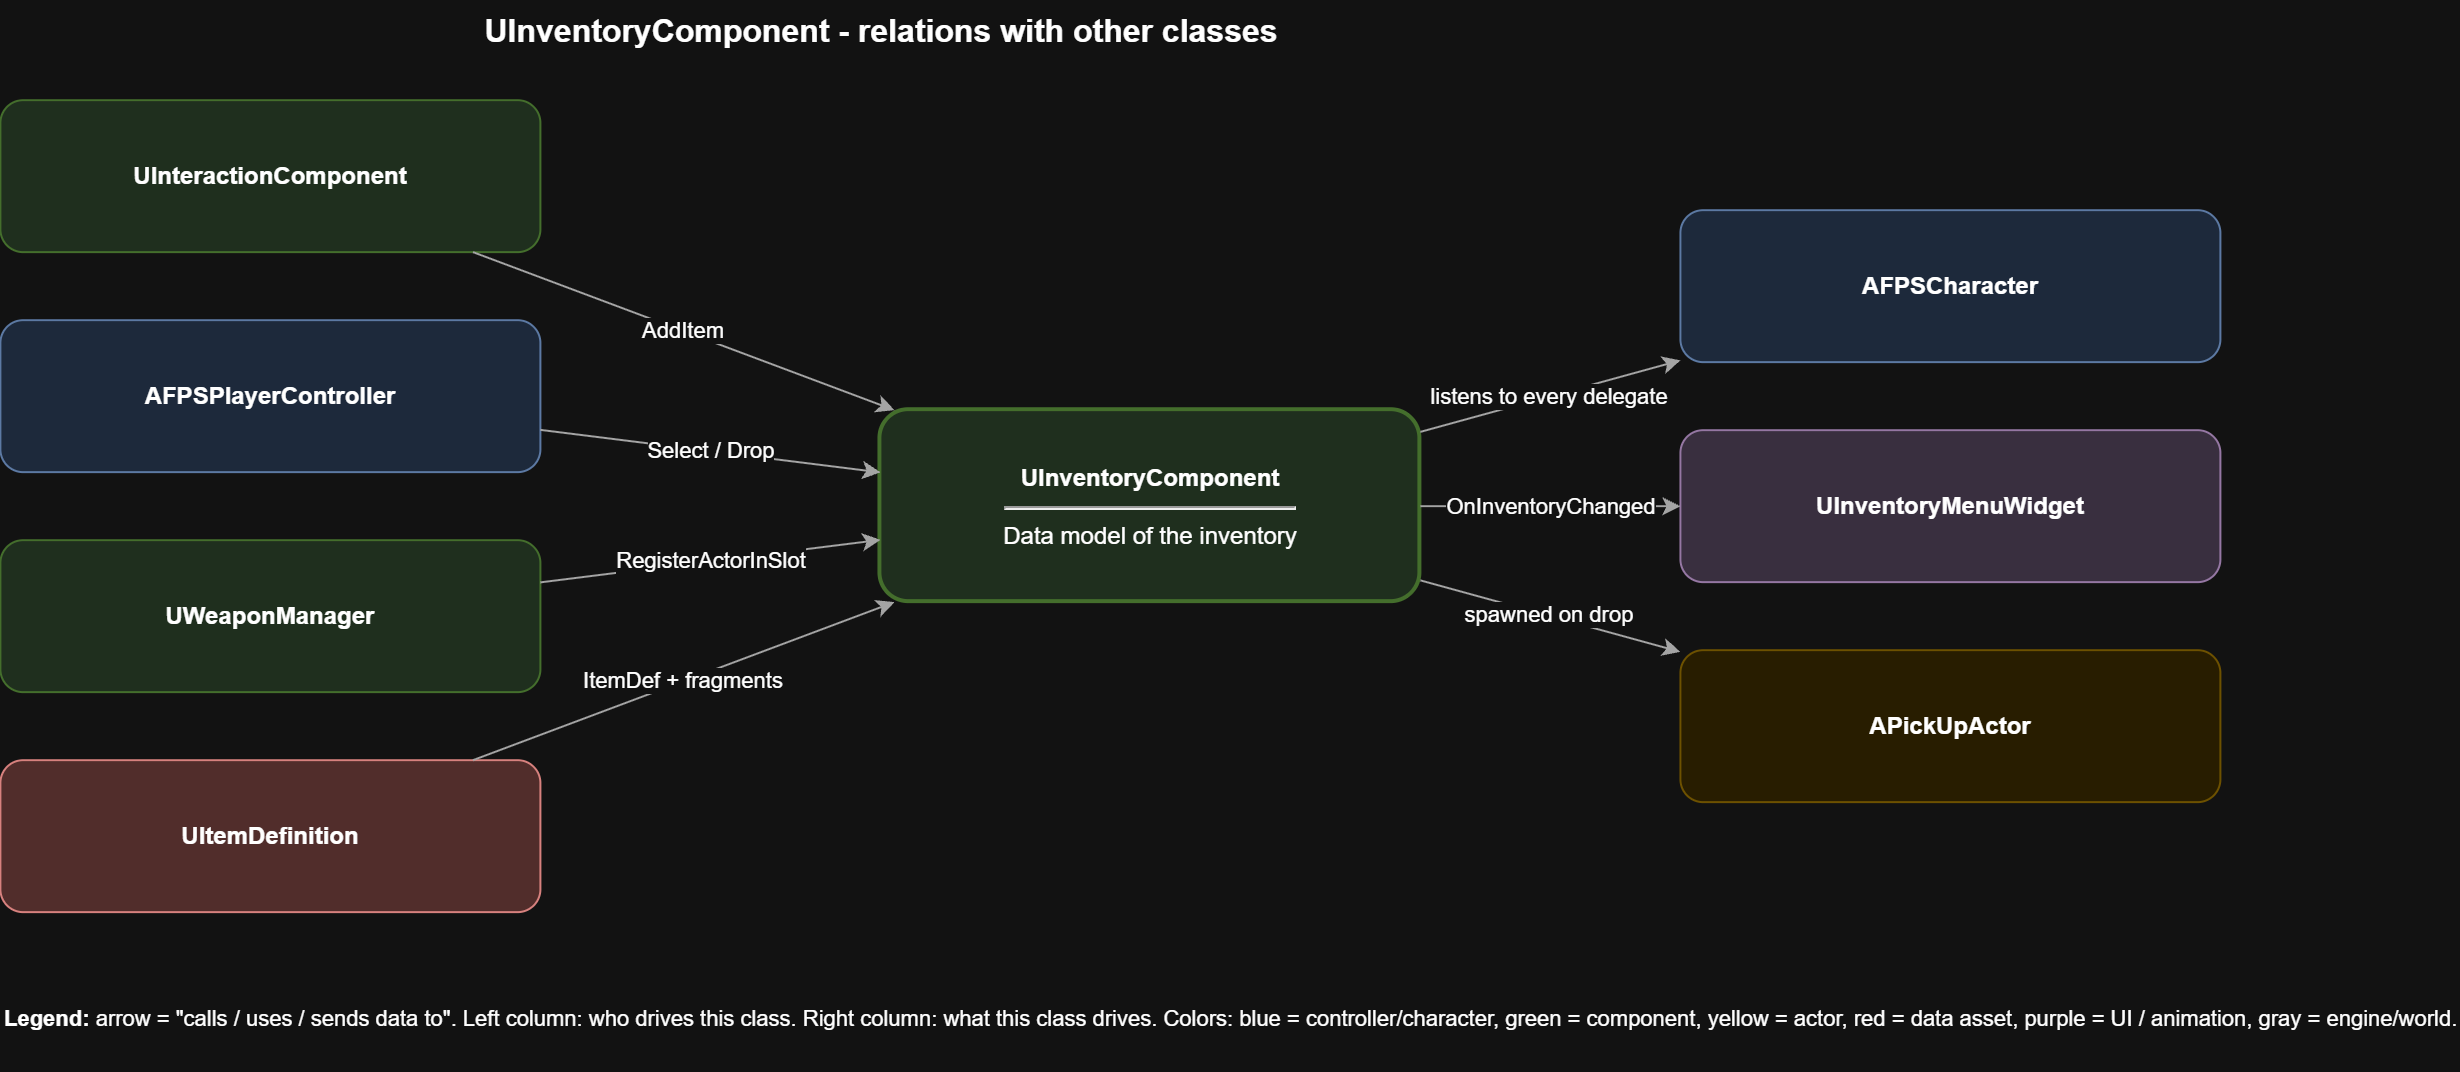 UInventoryComponent - relations with other classes
UInteractionComponent
AFPSPlayerController
UWeaponManager
UItemDefinition
AddItem
Select / Drop
RegisterActorInSlot
ItemDef + fragments
UInventoryComponent
Data model of the inventory
listens to every delegate
OnInventoryChanged
spawned on drop
AFPSCharacter
UInventoryMenuWidget
APickUpActor
Legend: arrow = "calls / uses / sends data to". Left column: who drives this class. Right column: what this class drives. Colors: blue = controller/character, green = component, yellow = actor, red = data asset, purple = UI / animation, gray = engine/world.